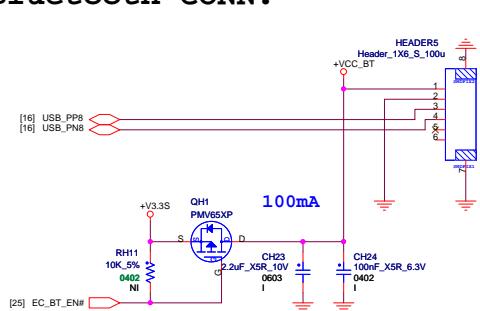 Bluetooth CONN.
HEADER5
Header_1X6_S_100u
+VCC_BT
8
1
2
3
4
5
6
7
[16] USB_PP8
[16] USB_PN8
+V3.3S
QH1
PMV65XP
100mA
S
D
G
RH11
10K_5%
0402
NI
CH23
2.2uF_X5R_10V
0603
I
CH24
100nF_X5R_6.3V
0402
I
[25] EC_BT_EN#